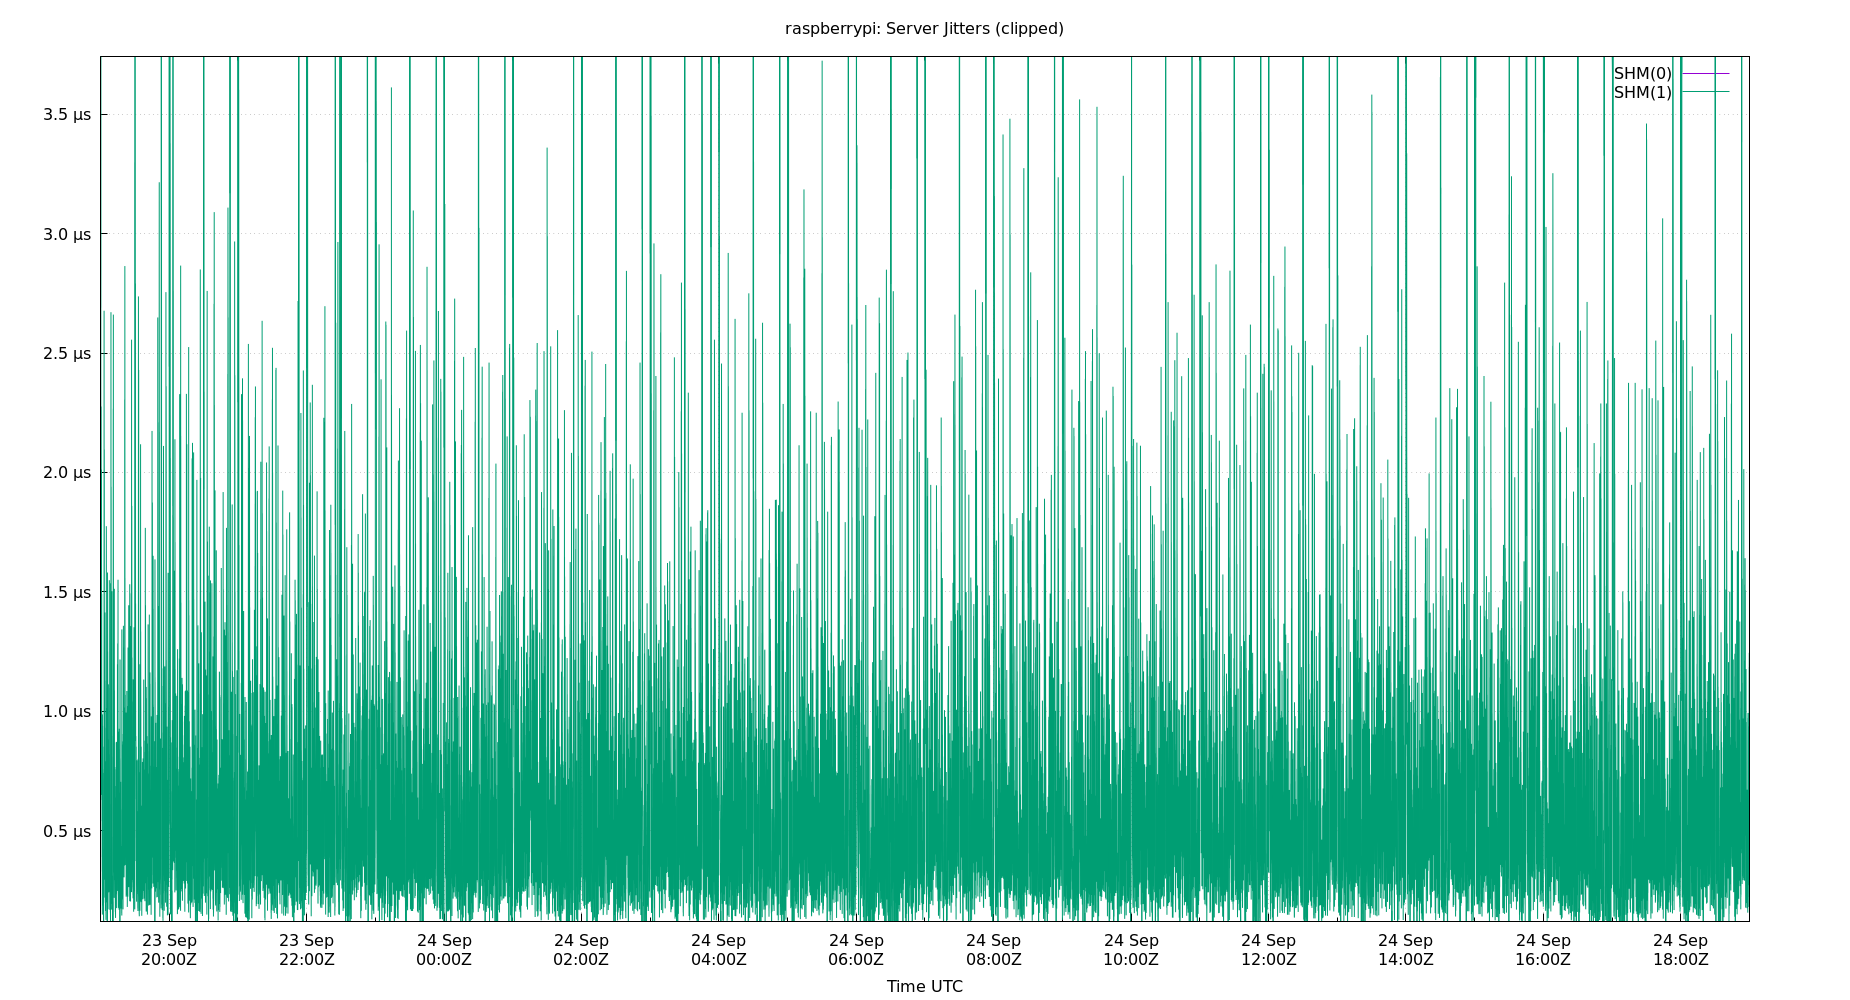 raspberrypi: Server Jitters (clipped)
SHM(0)
SHM(1)
3.5 µs
3.0 µs
2.5 µs
2.0 µs
1.5 µs
1.0 µs
0.5 µs
23 Sep 23 Sep 24 Sep 24 Sep 24 Sep 24 Sep 24 Sep 24 Sep 24 Sep 24 Sep 24 Sep 24 Sep
20:00Z 22:00Z 00:00Z 02:00Z 04:00Z 06:00Z 08:00Z 10:00Z 12:00Z 14:00Z 16:00Z 18:00Z
Time UTC